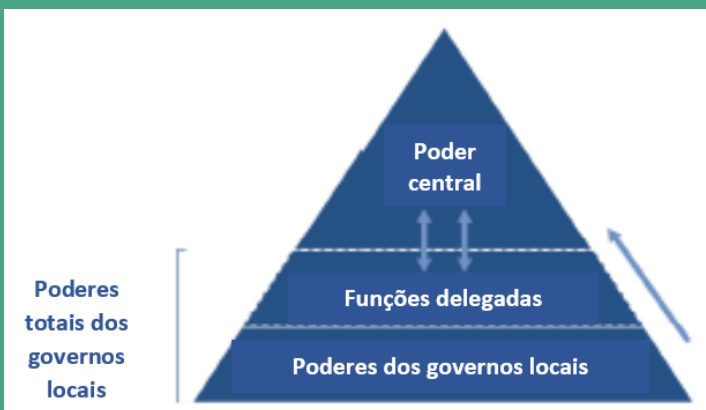 Poder
central
Funções delegadas
Poderes
totais dos
governos
locais
Poderes dos governos locais